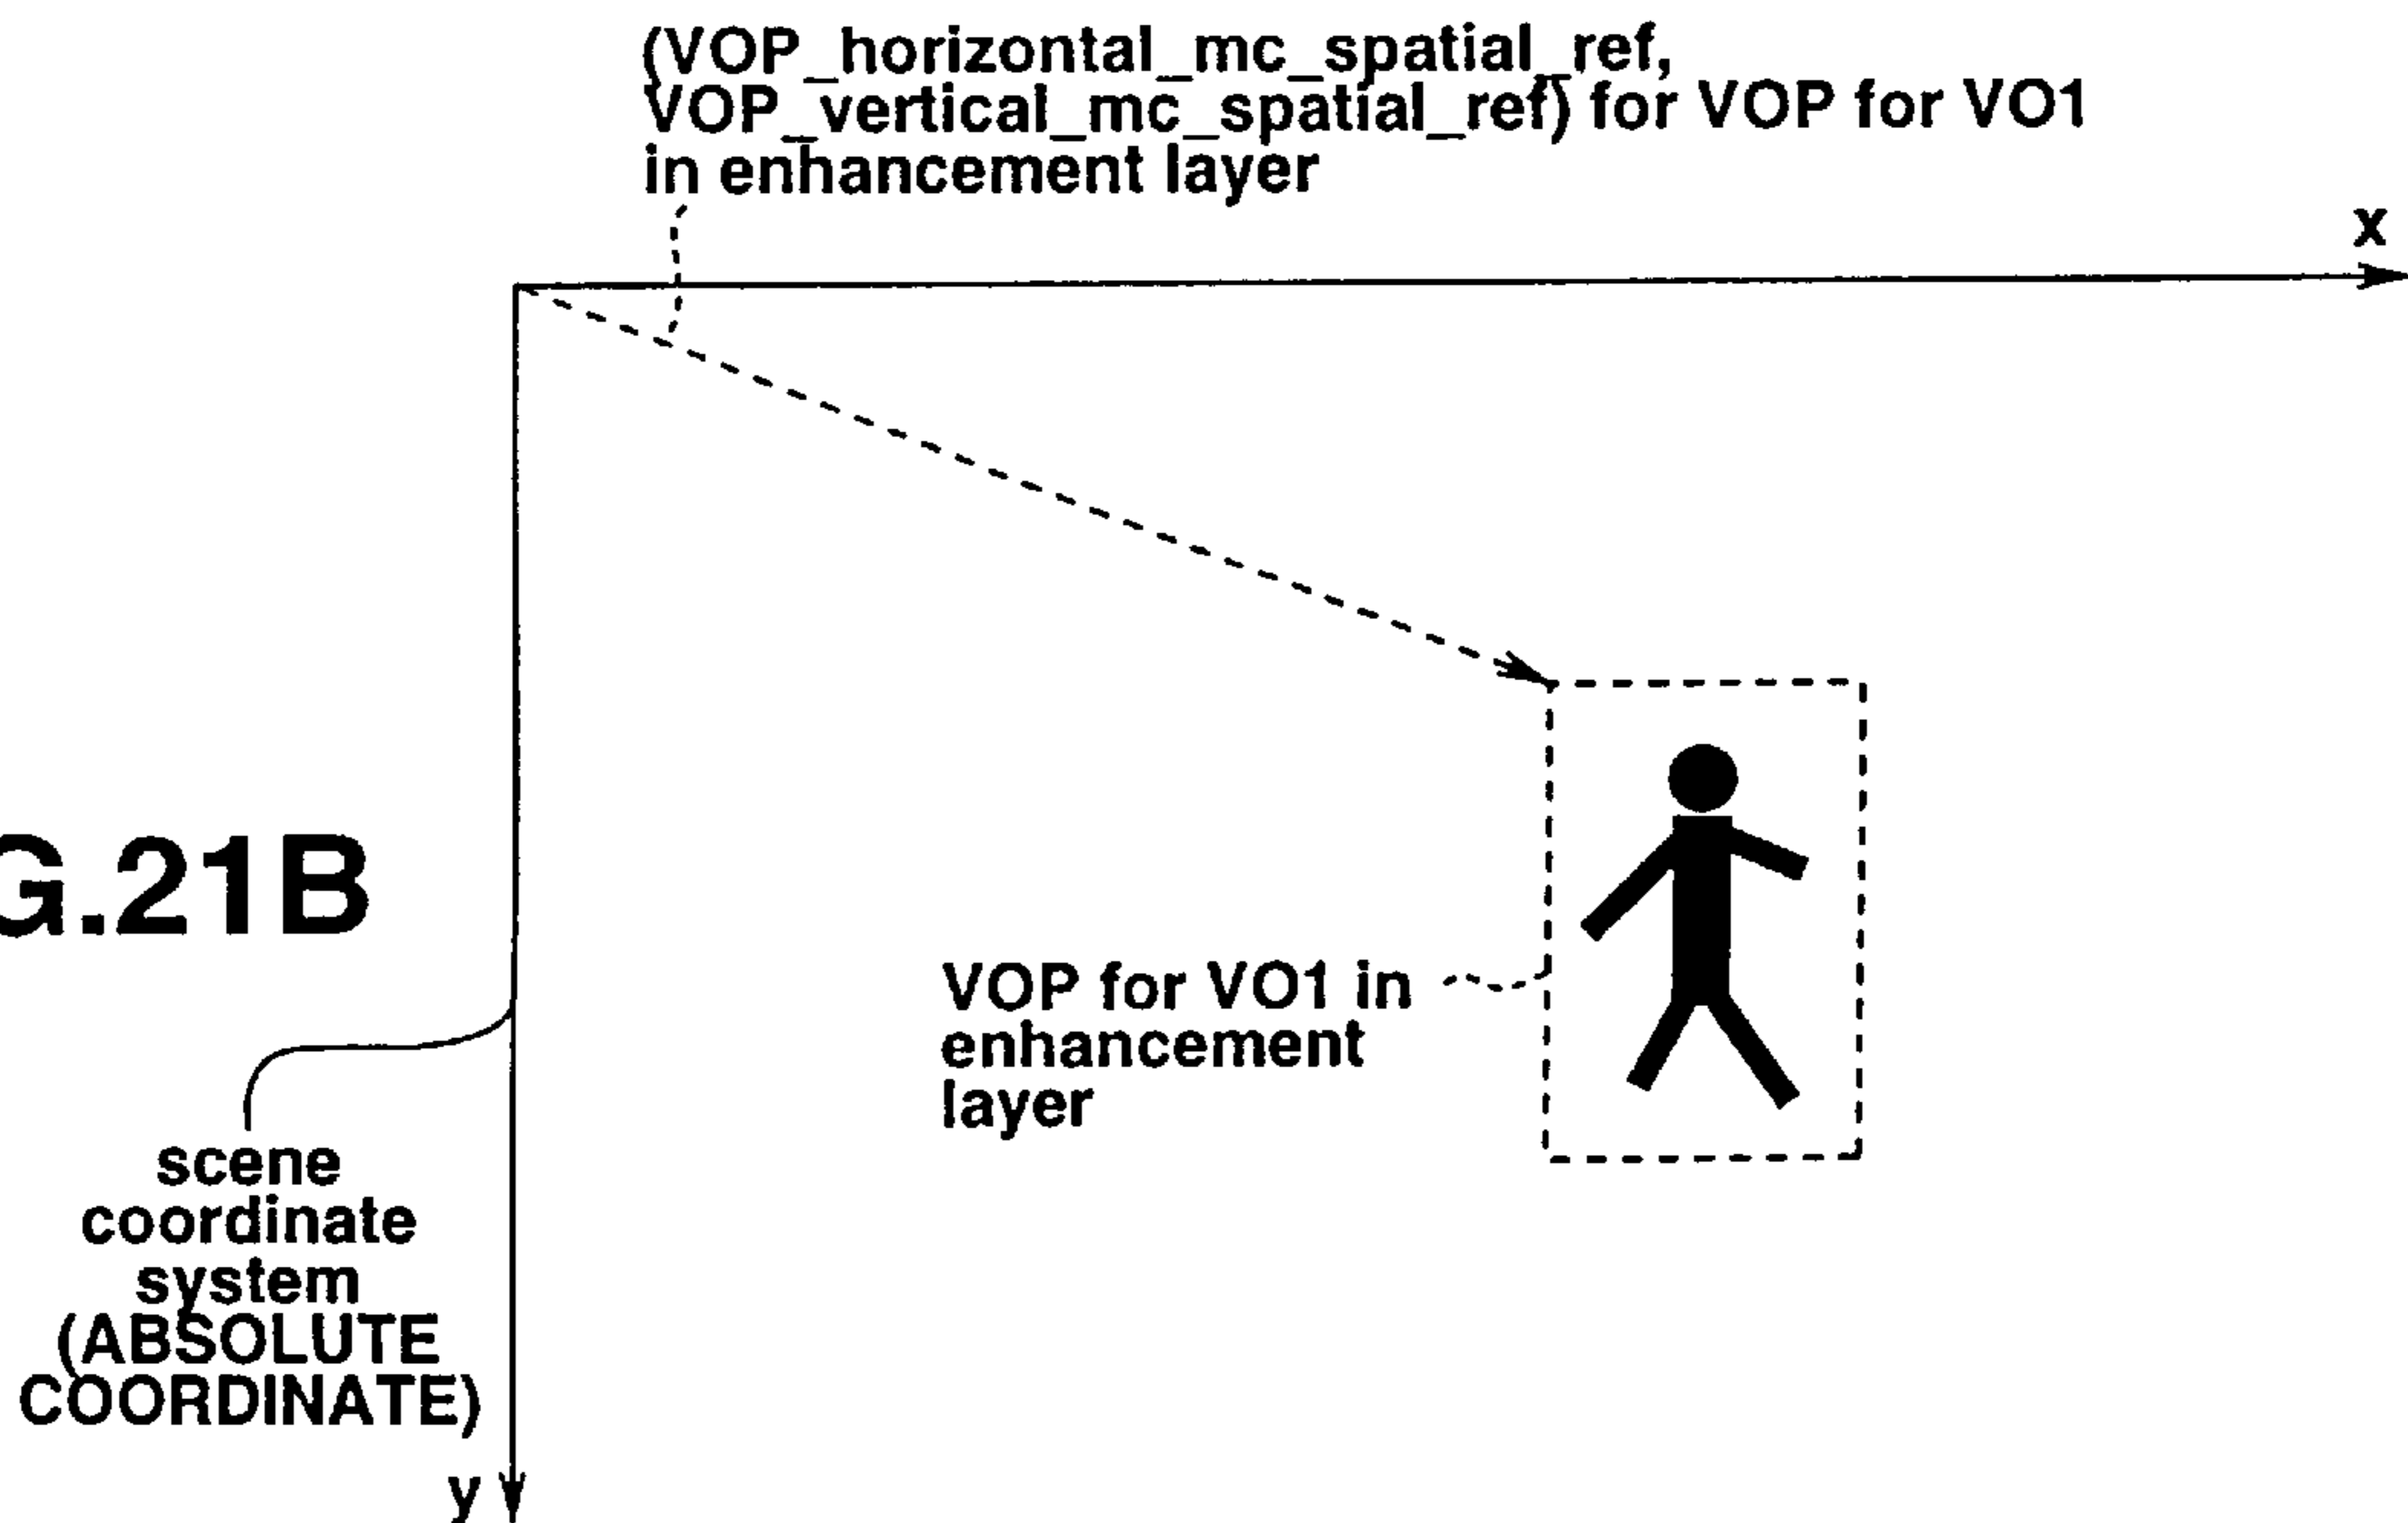 (VOP_horizontal_mc_spatial_ref,
VOP_vertical_mc_spatial_ref) for VOP for VO1
in enhancement layer
x
G.21B
VOP for VO1 in
enhancement
layer
scene
coordinate
system
(ABSOLUTE
COORDINATE)
y